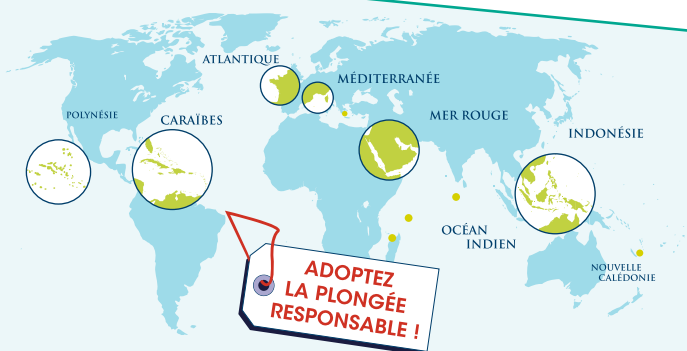 ATLANTIQUE
MÉDITERRANÉE
POLYNÉSIE
CARAÏBES
MER ROUGE
INDONÉSIE
OCÉAN
INDIEN
NOUVELLE
CALÉDONIE
ADOPTEZ
LA PLONGÉE
RESPONSABLE !